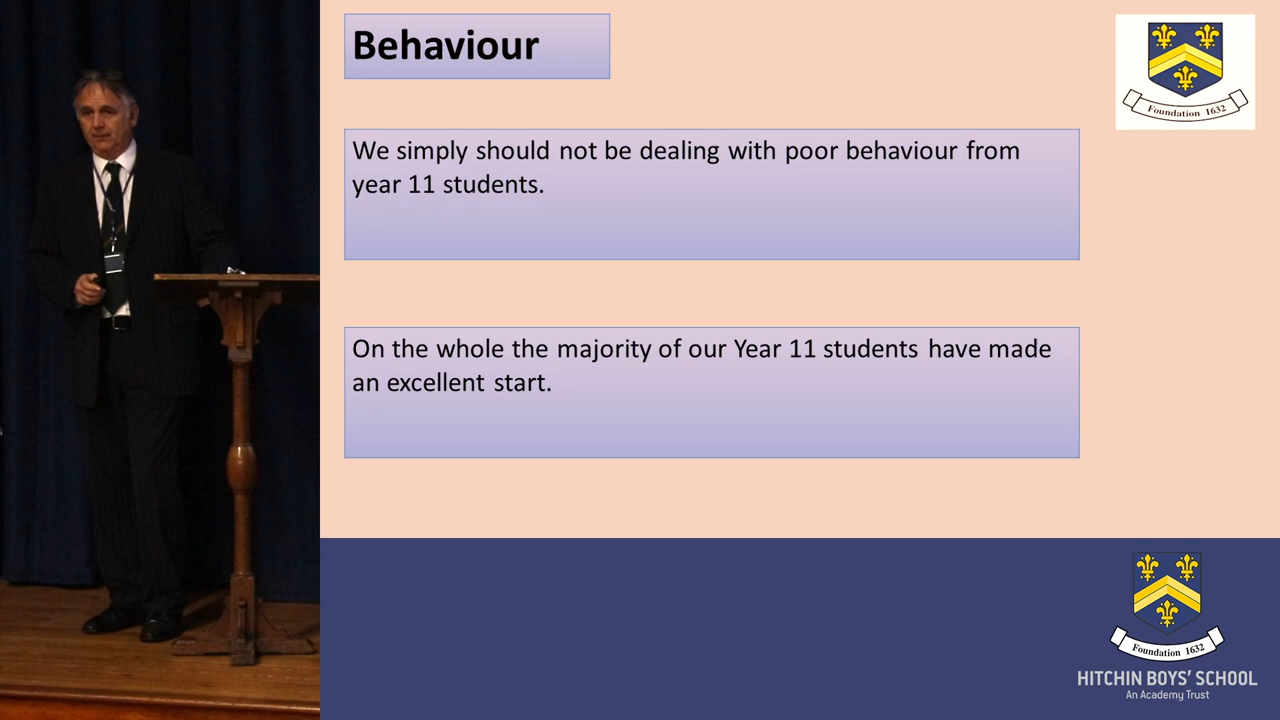 Behaviour
Foundation 1632
We simply should not be dealing with poor behaviour from
year 11 students.
On the whole the majority of our Year 11 students have made
an excellent start.
Foundation 1632
HITCHIN BOYS' SCHOOL
An Academy Trust